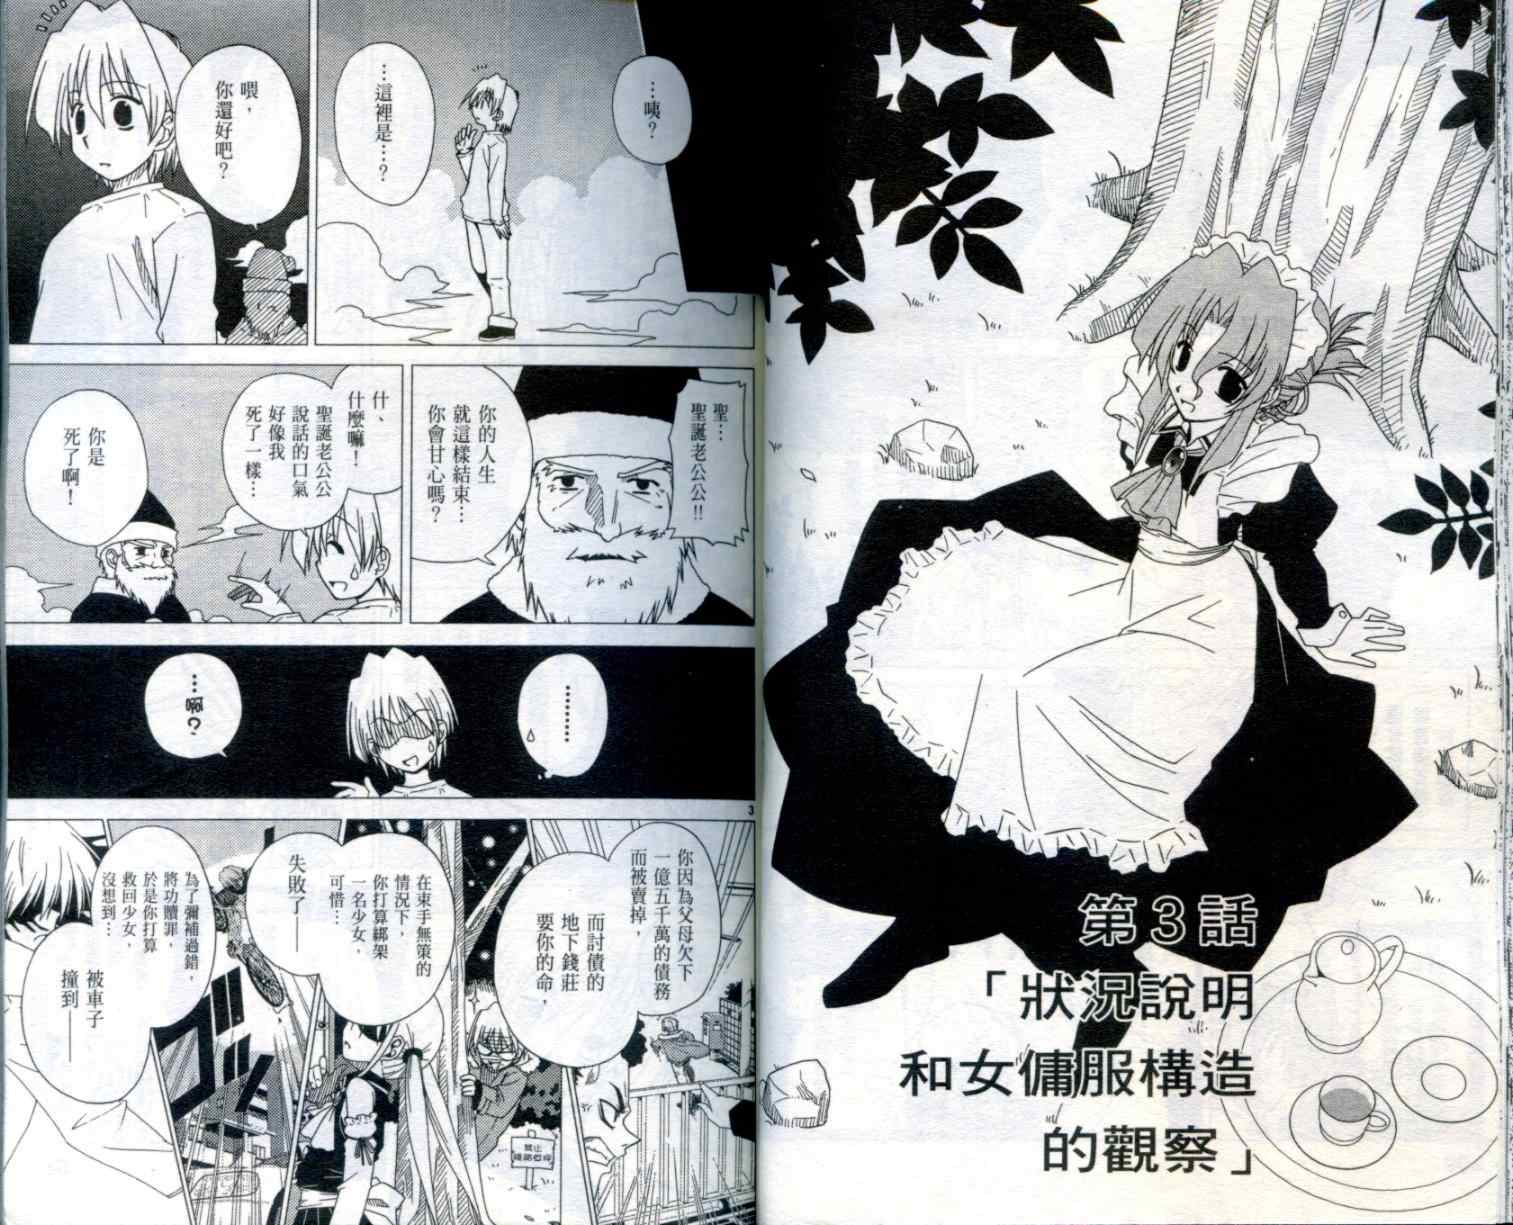 第3話
「狀況說明
和女傭服構造
的觀察」
…咦？
…這裡是…？
喂，
你還好吧？
聖…
聖誕老公公!!
你的人生
就這樣結束…
你會甘心嗎？
什、
什麼嘛！
聖誕老公公
說話的口氣
好像我
死了一樣…
你是
死了啊！
………
3
你因為父母欠下
一億五千萬的債務
而被賣掉，
而討債的
地下錢莊
要你的命，
在束手無策的
情況下，
你打算綁架
一名少女，
可惜…
失敗了——
為了彌補過錯，
將功贖罪，
於是你打算
救回少女，
沒想到…
被車子
撞到——
禁止